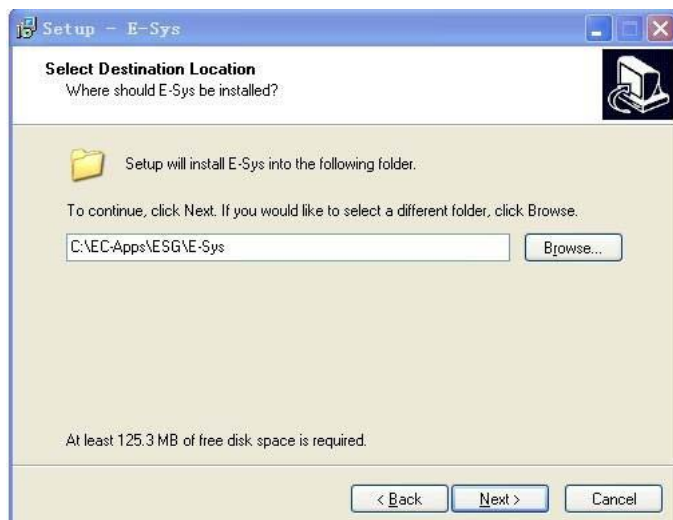 Setup - E-Sys
Select Destination Location
Where should E-Sys be installed?
Setup will install E-Sys into the following folder.
To continue, click Next. If you would like to select a different folder, click Browse.
C:\EC-Apps\ESG\E-Sys
Browse...
At least 125.3 MB of free disk space is required.
< Back
Next >
Cancel